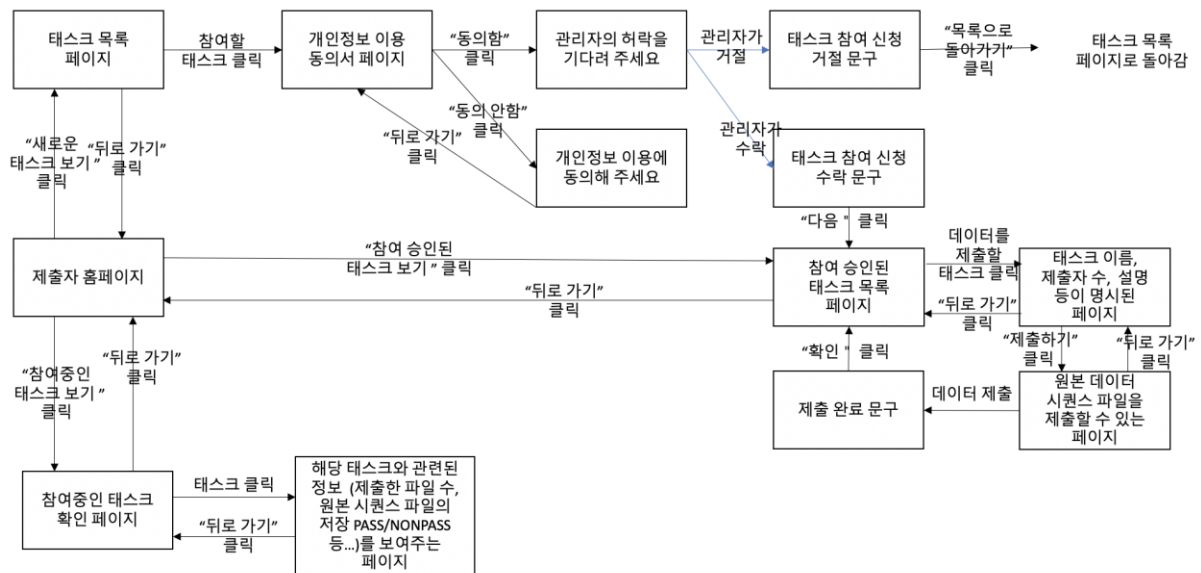 태스크 목록
페이지
참여할
태스크 클릭
개인정보 이용
동의서 페이지
“동의함”
클릭
관리자의 허락을
기다려 주세요
관리자가
거절
태스크 참여 신청
거절 문구
“목록으로
돌아가기”
클릭
태스크 목록
페이지로 돌아감
“새로운
태스크 보기 ”
클릭
“뒤로 가기”
클릭
“뒤로 가기”
클릭
“동의 안함”
클릭
개인정보 이용에
동의해 주세요
관리자가
수락
태스크 참여 신청
수락 문구
“다음 " 클릭
제출자 홈페이지
“참여 승인된
태스크 보기 ” 클릭
“뒤로 가기”
클릭
참여 승인된
태스크 목록
페이지
데이터를
제출할
태스크 클릭
“뒤로 가기”
클릭
태스크 이름,
제출자 수, 설명
등이 명시된
페이지
“제출하기”
클릭
“뒤로 가기”
클릭
“확인 " 클릭
제출 완료 문구
데이터 제출
원본 데이터
시퀀스 파일을
제출할 수 있는
페이지
“참여중인
태스크 보기 ”
클릭
“뒤로 가기”
클릭
참여중인 태스크
확인 페이지
태스크 클릭
“뒤로 가기”
클릭
해당 태스크와 관련된
정보 (제출한 파일 수,
원본 시퀀스 파일의
저장 PASS/NONPASS
등...)를 보여주는
페이지